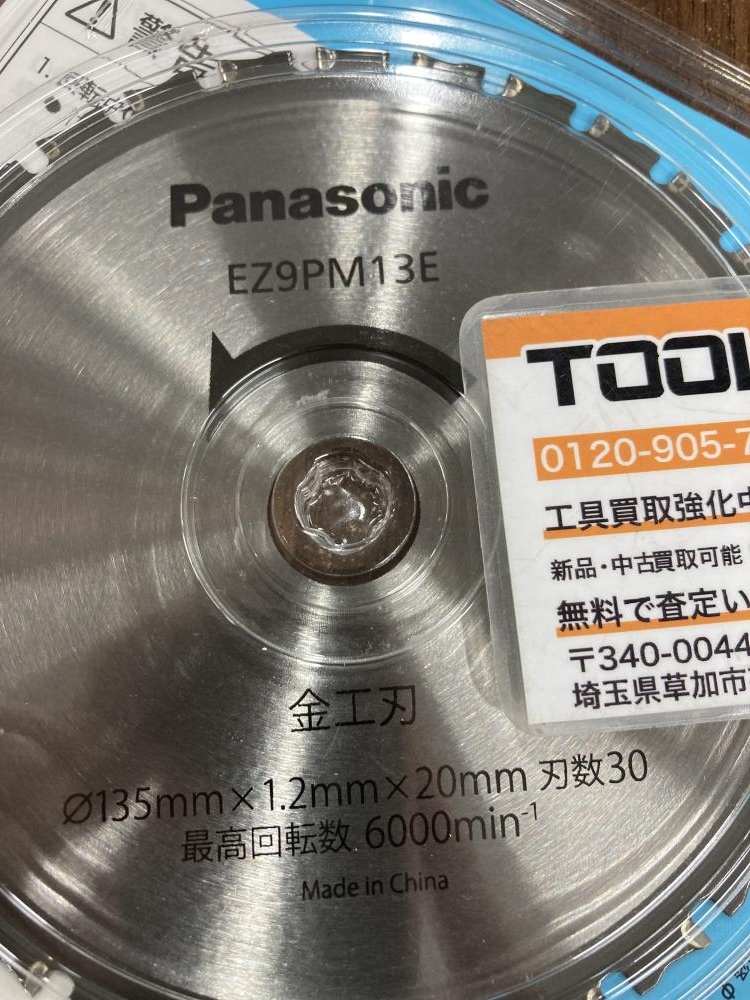 Panasonic
EZ9PM13E
TOOL
0120-905-7
工具買取強化中
新品・中古買取可能
無料で査定い
〒340-0044
埼玉県草加市
金工刃
Ø135mm×1.2mm×20mm 刃数30
最高回転数 6000min⁻¹
Made in China